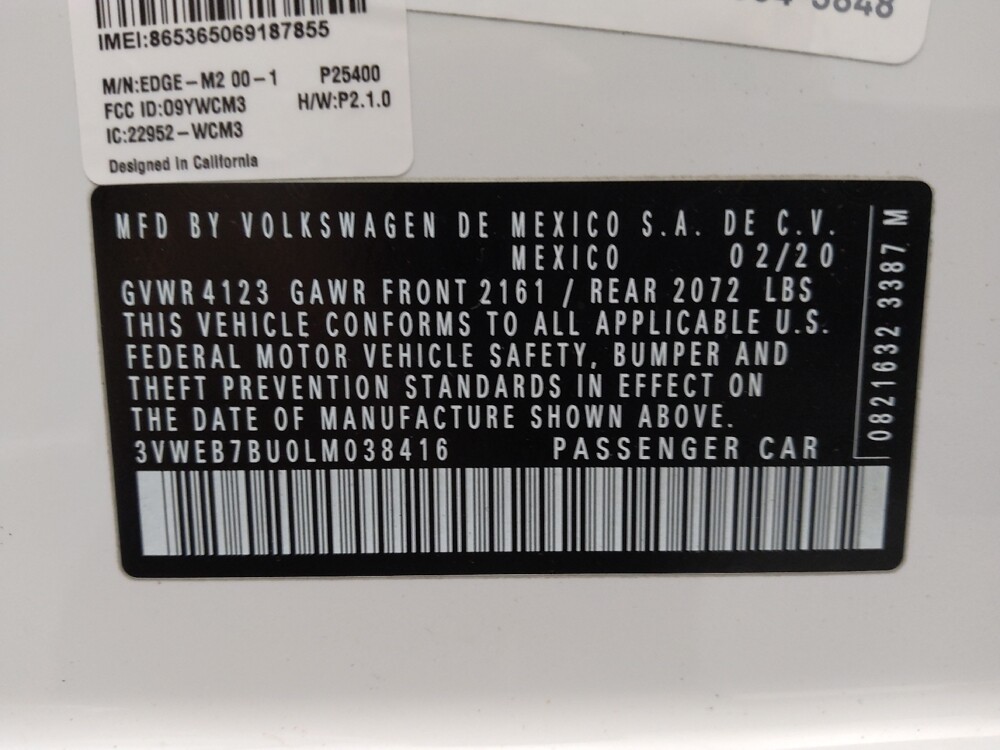 IMEI:865365069187855
M/N:EDGE-M2 00-1 P25400
FCC ID:O9YWCM3 H/W:P2.1.0
IC:22952-WCM3
Designed in California
MFD BY VOLKSWAGEN DE MEXICO S.A. DE C.V.
MEXICO 02/20
GVWR 4123 GAWR FRONT 2161 / REAR 2072 LBS
THIS VEHICLE CONFORMS TO ALL APPLICABLE U.S.
FEDERAL MOTOR VEHICLE SAFETY, BUMPER AND
THEFT PREVENTION STANDARDS IN EFFECT ON
THE DATE OF MANUFACTURE SHOWN ABOVE.
3VWEB7BU0LM038416 PASSENGER CAR
0821632 3387 M